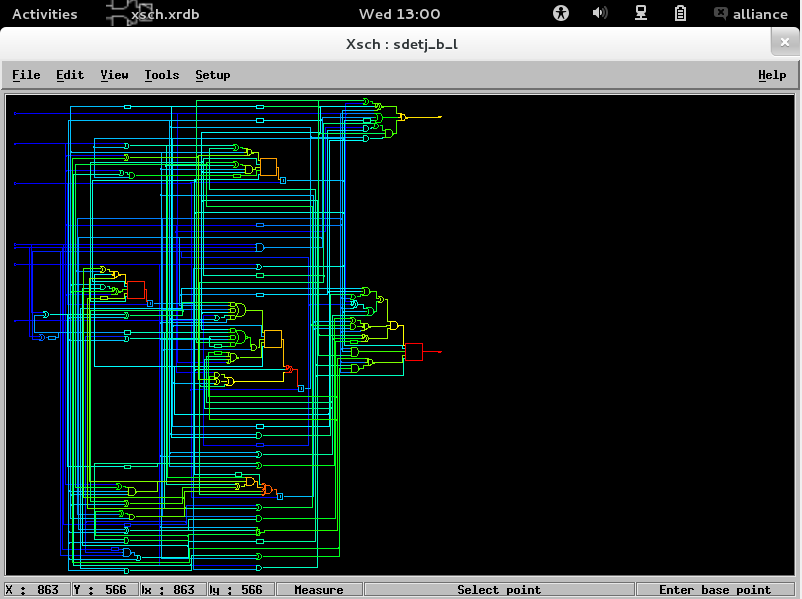 Activities xsch.xrdb Wed 13:00 alliance
Xsch : sdetj_b_l
File Edit View Tools Setup Help
X : 863 Y : 566 lx : 863 ly : 566 Measure Select point Enter base point